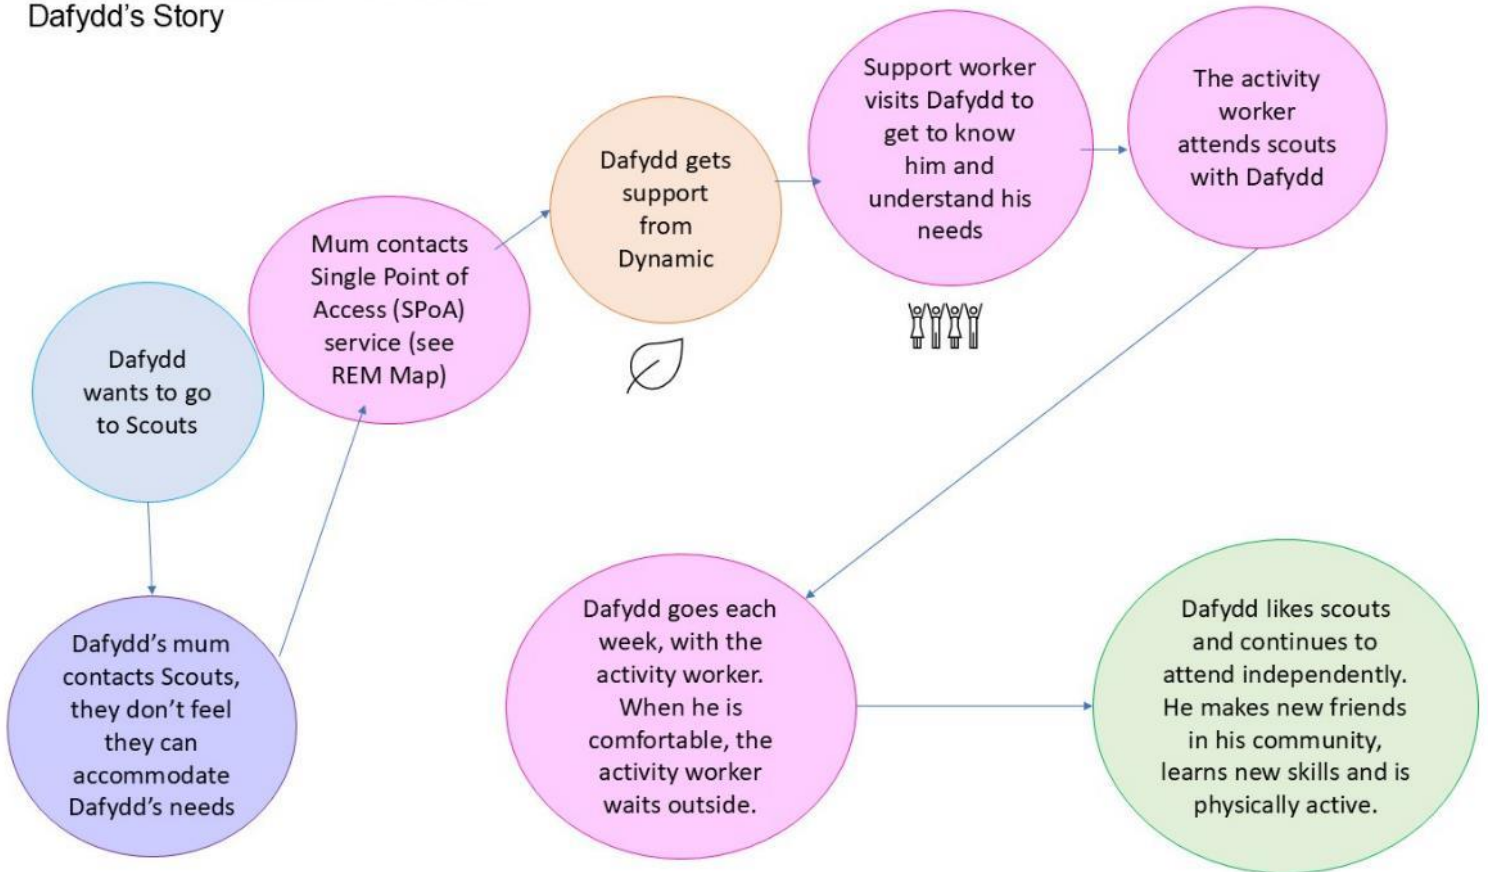 Dafydd's Story
Dafydd
wants to go
to Scouts
Dafydd's mum
contacts Scouts,
they don't feel
they can
accommodate
Dafydd's needs
Mum contacts
Single Point of
Access (SPoA)
service (see
REM Map)
Dafydd gets
support
from
Dynamic
Support worker
visits Dafydd to
get to know
him and
understand his
needs
The activity
worker
attends scouts
with Dafydd
Dafydd goes each
week, with the
activity worker.
When he is
comfortable, the
activity worker
waits outside.
Dafydd likes scouts
and continues to
attend independently.
He makes new friends
in his community,
learns new skills and is
physically active.